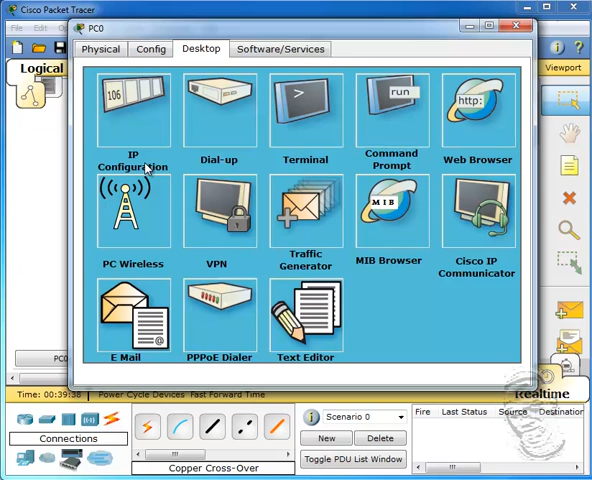 Cisco Packet Tracer
File
PC0
Physical
Config
Desktop
Software/Services
Logical
Viewport
106
>
run
http:
IP
Configuration
Dial-up
Terminal
Command
Prompt
Web Browser
MIB
PC Wireless
VPN
Traffic
Generator
MIB Browser
Cisco IP
Communicator
E Mail
PPPoE Dialer
Text Editor
PC0
Time: 00:39:38
Power Cycle Devices Fast Forward Time
Realtime
Scenario 0
Fire Last Status Source Destination
Connections
New
Delete
Toggle PDU List Window
Copper Cross-Over